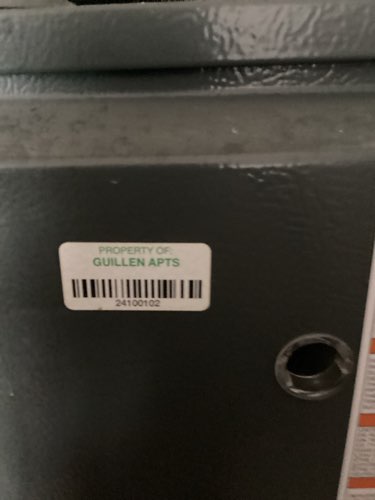 PROPERTY OF:
GUILLEN APTS
24100102